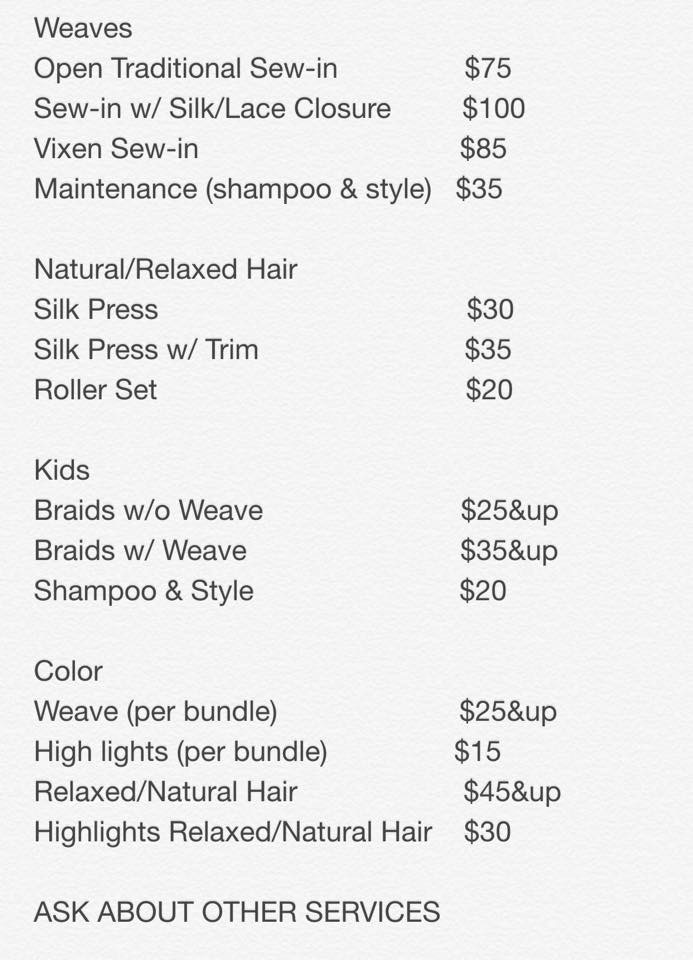 Weaves
Open Traditional Sew-in $75
Sew-in w/ Silk/Lace Closure $100
Vixen Sew-in $85
Maintenance (shampoo & style) $35
Natural/Relaxed Hair
Silk Press $30
Silk Press w/ Trim $35
Roller Set $20
Kids
Braids w/o Weave $25&up
Braids w/ Weave $35&up
Shampoo & Style $20
Color
Weave (per bundle) $25&up
High lights (per bundle) $15
Relaxed/Natural Hair $45&up
Highlights Relaxed/Natural Hair $30
ASK ABOUT OTHER SERVICES